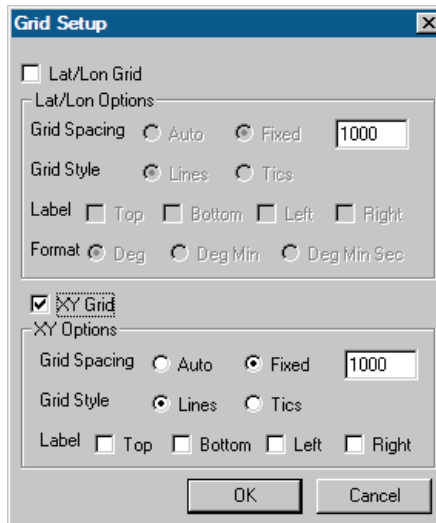 Grid Setup
Lat/Lon Grid
Lat/Lon Options
Grid Spacing Auto Fixed 1000
Grid Style Lines Tics
Label Top Bottom Left Right
Format Deg Deg Min Deg Min Sec
XY Grid
XY Options
Grid Spacing Auto Fixed 1000
Grid Style Lines Tics
Label Top Bottom Left Right
OK Cancel